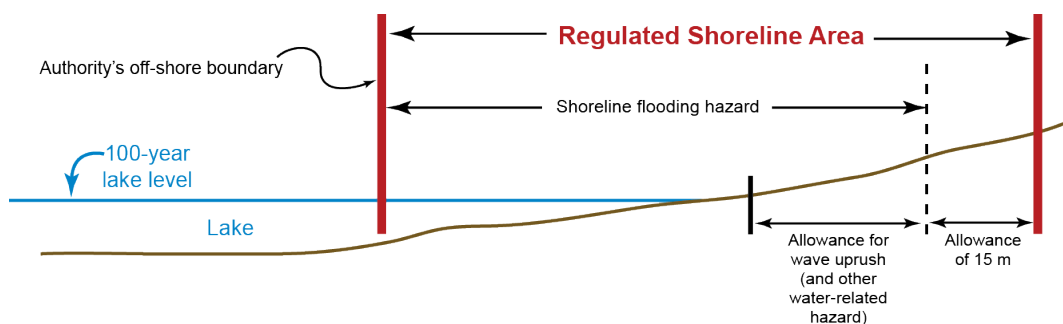 Regulated Shoreline Area
Authority’s off-shore boundary
Shoreline flooding hazard
100-year
lake level
Lake
Allowance for
wave uprush
(and other
water-related
hazard)
Allowance
of 15 m